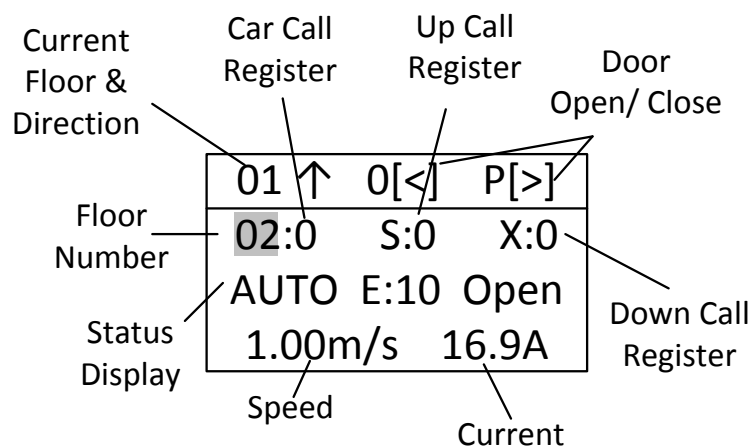 Current
Floor &
Direction
Car Call
Register
Up Call
Register
Door
Open/ Close
01 ↑ 0[<] P[>]
Floor
Number
02:0 S:0 X:0
AUTO E:10 Open
1.00m/s 16.9A
Status
Display
Down Call
Register
Speed
Current